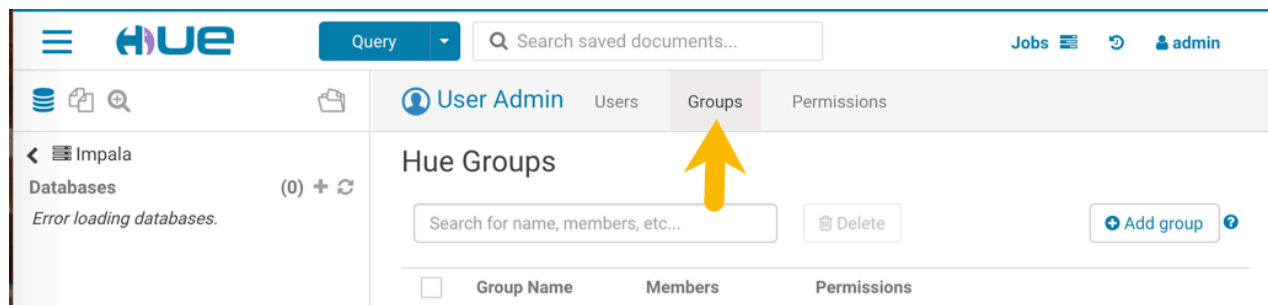 HUE Query Search saved documents... Jobs admin
User Admin Users Groups Permissions
Impala
Hue Groups
Databases (0)
Error loading databases.
Search for name, members, etc... Delete Add group
Group Name Members Permissions